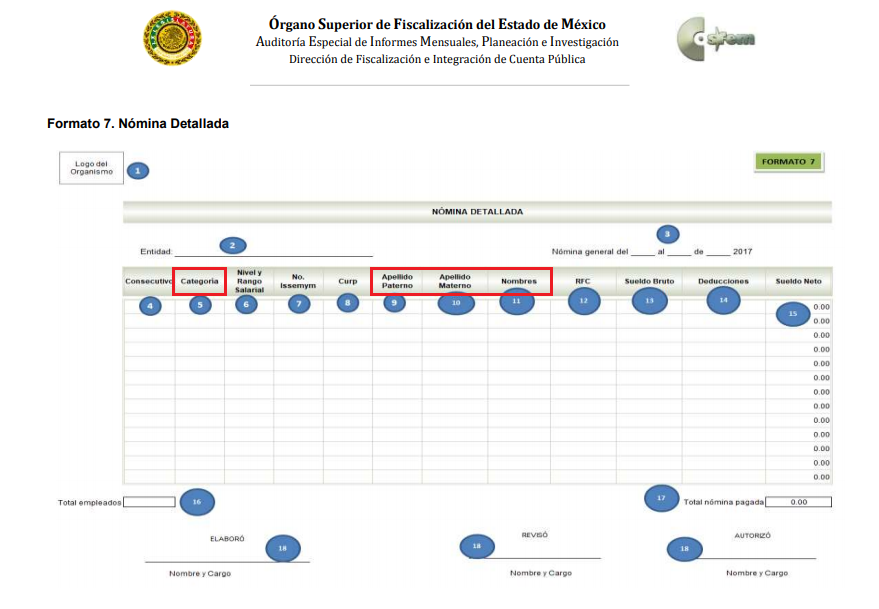 Órgano Superior de Fiscalización del Estado de México
Auditoría Especial de Informes Mensuales, Planeación e Investigación
Dirección de Fiscalización e Integración de Cuenta Pública
osfem
Formato 7. Nómina Detallada
Logo del
Organismo
1
FORMATO 7
NÓMINA DETALLADA
Entidad:
2
3
Nómina general del _____ al _____ de _____ 2017
Consecutivo
Categoría
Nivel y
Rango
Salarial
No.
Issemym
Curp
Apellido
Paterno
Apellido
Materno
Nombres
RFC
Sueldo Bruto
Deducciones
Sueldo Neto
4 5 6 7 8 9 10 11 12 13 14 15
0.00
0.00
0.00
0.00
0.00
0.00
0.00
0.00
0.00
0.00
0.00
0.00
0.00
Total empleados
16
17
Total nómina pagada 0.00
ELABORÓ
18
REVISÓ
18
AUTORIZÓ
18
Nombre y Cargo
Nombre y Cargo
Nombre y Cargo